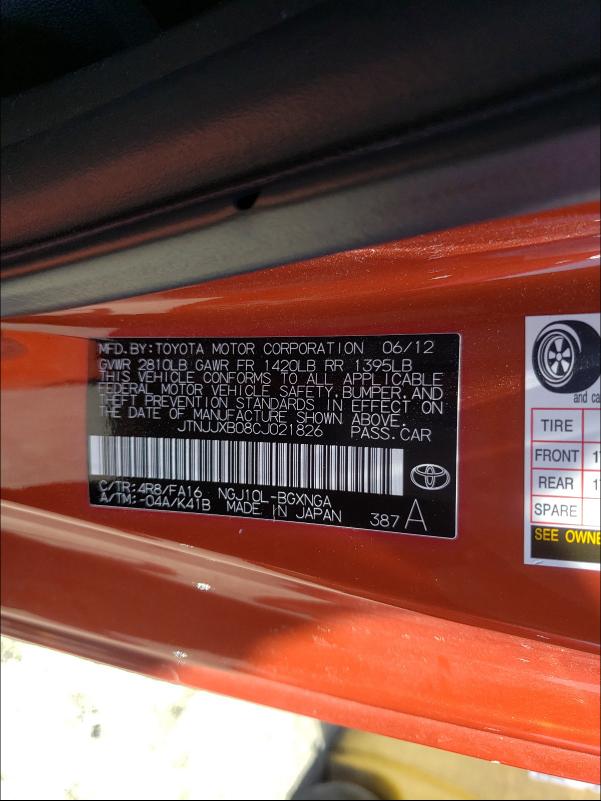 MFD.BY:TOYOTA MOTOR CORPORATION 06/12
GVWR 2810LB GAWR FR 1420LB RR 1395LB
THIS VEHICLE CONFORMS TO ALL APPLICABLE
FEDERAL MOTOR VEHICLE SAFETY,BUMPER,AND
THEFT PREVENTION STANDARDS IN EFFECT ON
THE DATE OF MANUFACTURE SHOWN ABOVE.
JTNJJXB08CJ021826 PASS.CAR
C/TR:4R8/FA16 NGJ10L-BGXNGA
A/TM:-04A/K41B MADE IN JAPAN 387A
and ca
TIRE
FRONT
REAR
SPARE
SEE OWNE